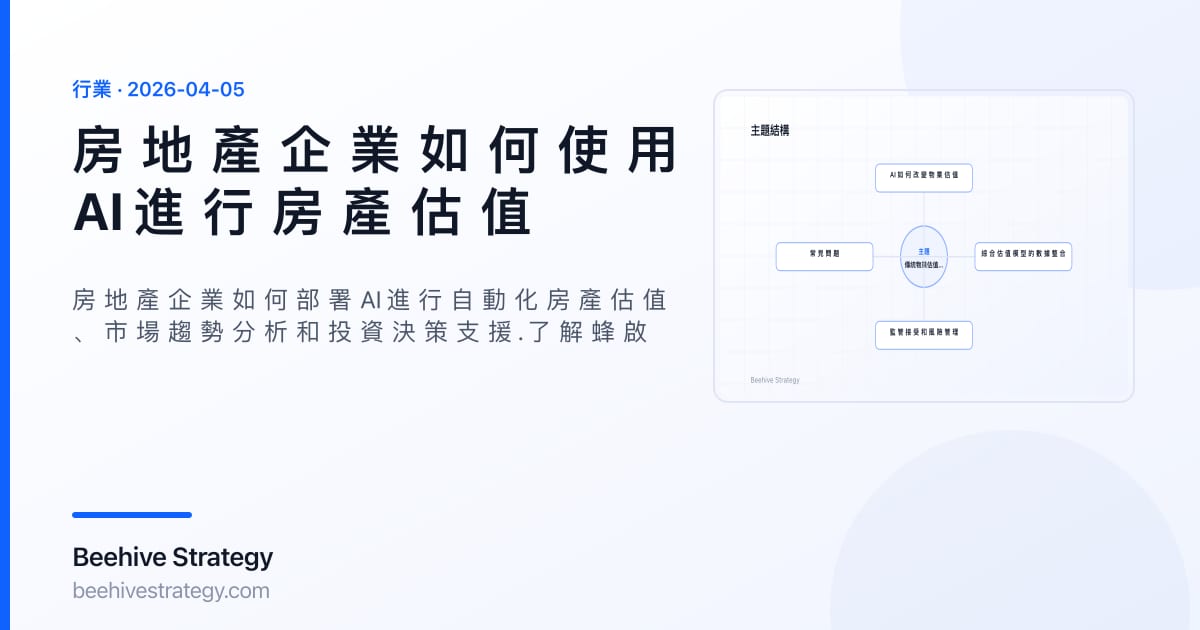 行業 · 2026-04-05
房地產企業如何使用
AI進行房產估值
房地產企業如何部署AI進行自動化房產估值
、市場趨勢分析和投資決策支援.了解蜂啟
Beehive Strategy
beehivestrategy.com
主題結構
AI如何改變物業估值
常見問題
主題
傳統物業估值...
綜合估值模型的數據整合
監管接受和風險管理
Beehive Strategy